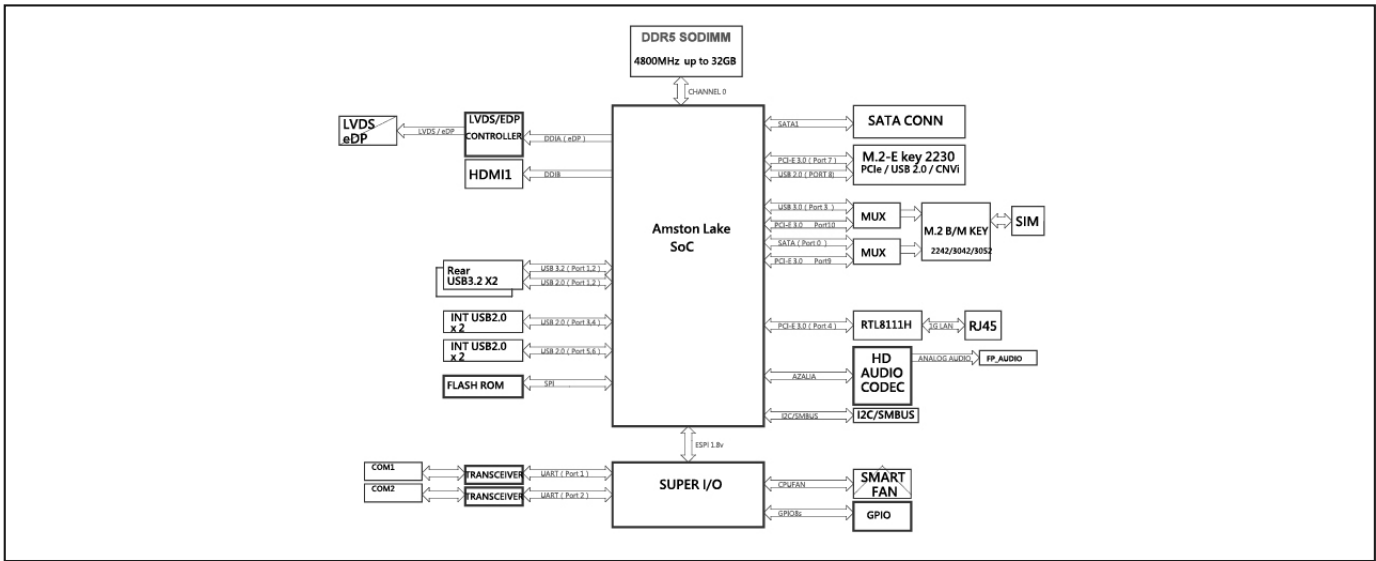 DDR5 SODIMM
4800MHz up to 32GB
CHANNEL 0
LVDS
eDP
LVDS / eDP
LVDS/EDP
CONTROLLER
DDIA ( eDP )
HDMI1
DDIB
Amston Lake
SoC
SATA1
SATA CONN
PCI-E 3.0 ( Port 7 )
USB 2.0 ( PORT 8)
M.2-E key 2230
PCIe / USB 2.0 / CNVi
USB 3.0 ( Port 3 )
PCI-E 3.0 Port10
MUX
SATA ( Port 0 )
PCI-E 3.0 Port9
MUX
M.2 B/M KEY
2242/3042/3052
SIM
Rear
USB3.2 X2
USB 3.2 ( Port 1,2 )
USB 2.0 ( Port 1,2 )
INT USB2.0
x 2
USB 2.0 ( Port 3,4 )
INT USB2.0
x 2
USB 2.0 ( Port 5,6 )
FLASH ROM
SPI
PCI-E 3.0 ( Port 4 )
RTL8111H
1G LAN
RJ45
AZALIA
HD
AUDIO
CODEC
ANALOG AUDIO
FP_AUDIO
I2C/SMBUS
I2C/SMBUS
ESPI 1.8v
COM1
TRANSCEIVER
UART ( Port 1 )
COM2
TRANSCEIVER
UART ( Port 2 )
SUPER I/O
CPUFAN
SMART
FAN
GPIO8s
GPIO